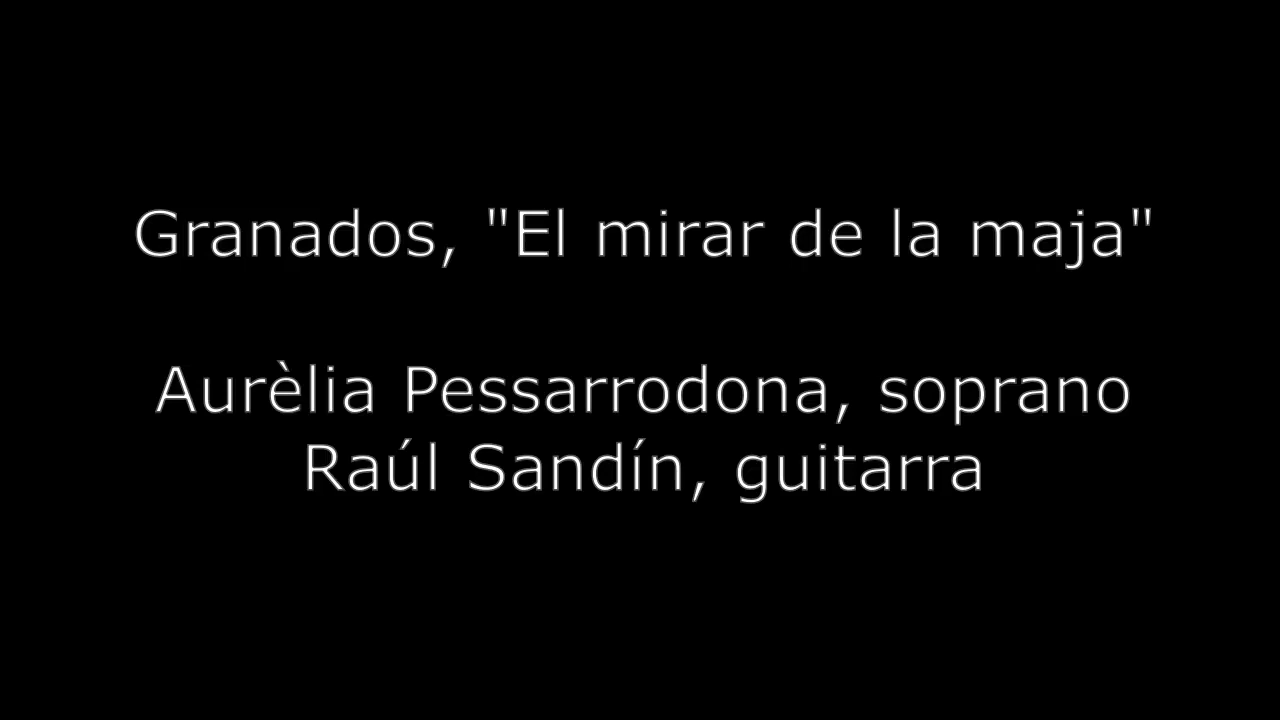 Granados, "El mirar de la maja"
Aurèlia Pessarrodona, soprano
Raúl Sandín, guitarra